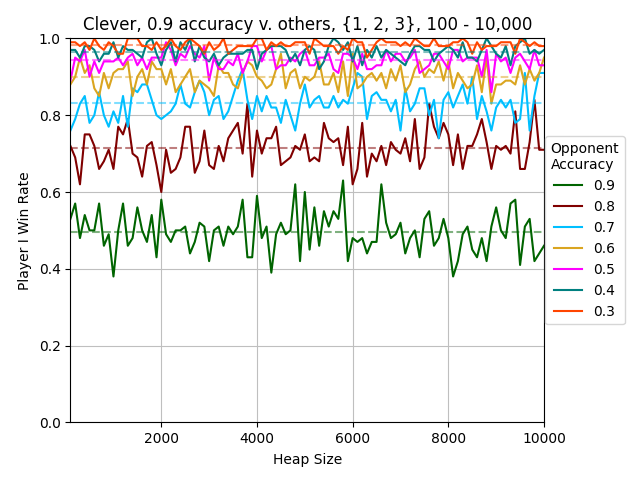 Clever, 0.9 accuracy v. others, {1, 2, 3}, 100 - 10,000
1.0
0.8
0.6
0.4
0.2
0.0
Player I Win Rate
2000 4000 6000 8000 10000
Heap Size
Opponent
Accuracy
0.9
0.8
0.7
0.6
0.5
0.4
0.3